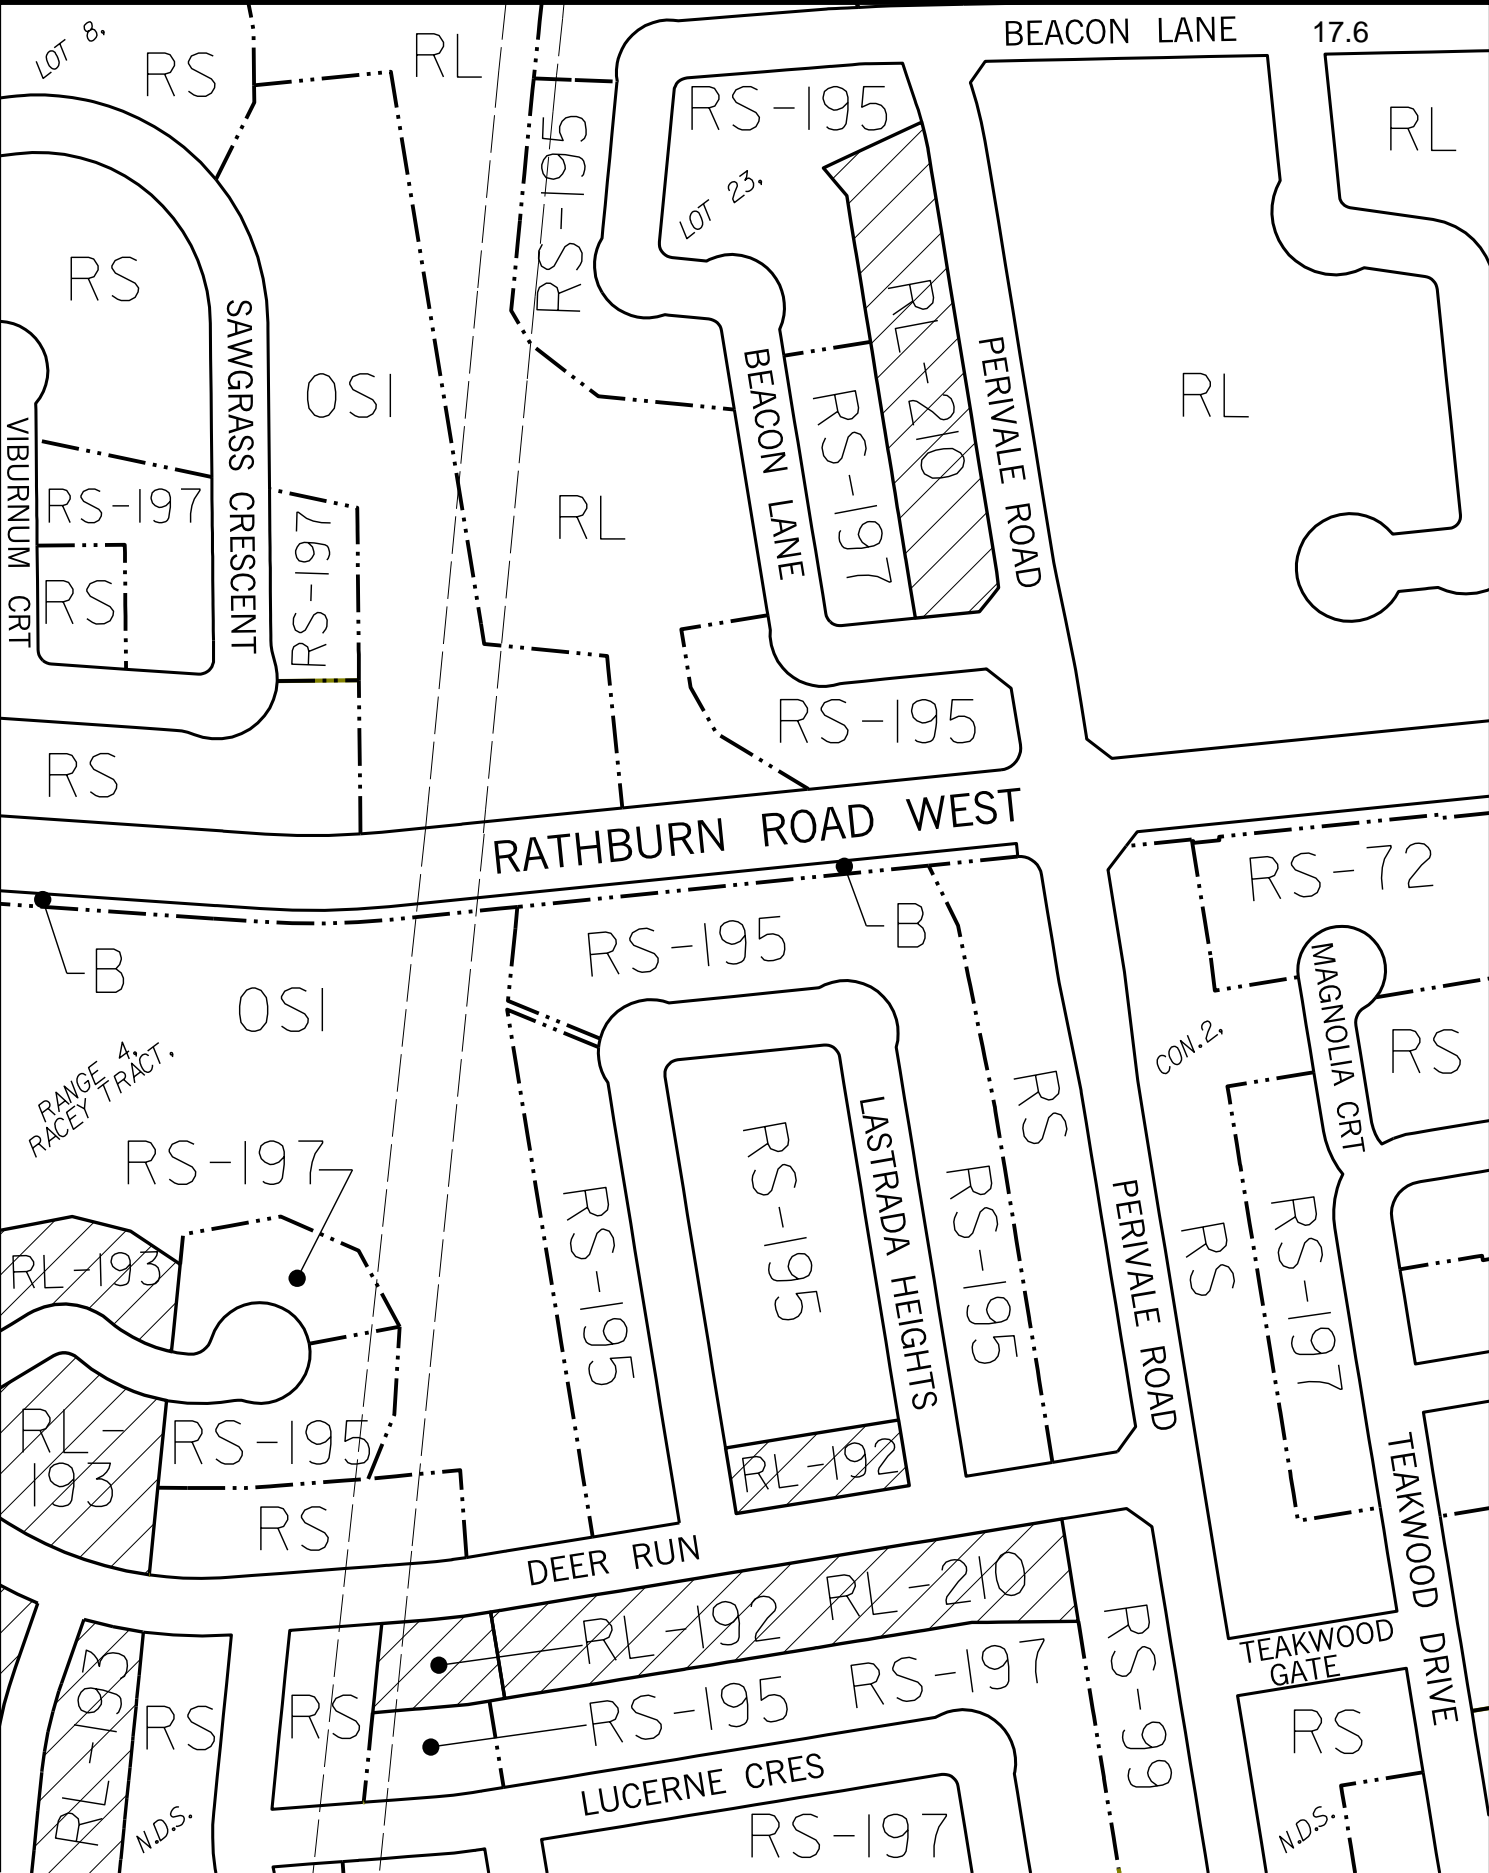 BEACON LANE
17.6
LOT 8,
RS
RL
RS-195
RS-195
RL
LOT 23,
RS
SAWGRASS CRESCENT
OSI
RL-210
PERIVALE ROAD
BEACON LANE
RS-197
RL
VIBURNUM CRT
RS-197
RS
RS-197
RL
RS-195
RS
RATHBURN ROAD WEST
RS-72
B
B
RS-195
OSI
MAGNOLIA CRT
RS
CON.2,
RANGE 4,
RACEY TRACT,
RS
LASTRADA HEIGHTS
RS-195
RS-197
RS-195
RS-195
PERIVALE ROAD
RS
RS-197
RL-193
RL-
193
RS-195
RL-192
TEAKWOOD DRIVE
RS
DEER RUN
RL-210
RL-192
RS-99
TEAKWOOD
GATE
RL-193
RS
RS
RS-197
RS-195
RS
LUCERNE CRES
N.D.S.
RS-197
N.D.S.